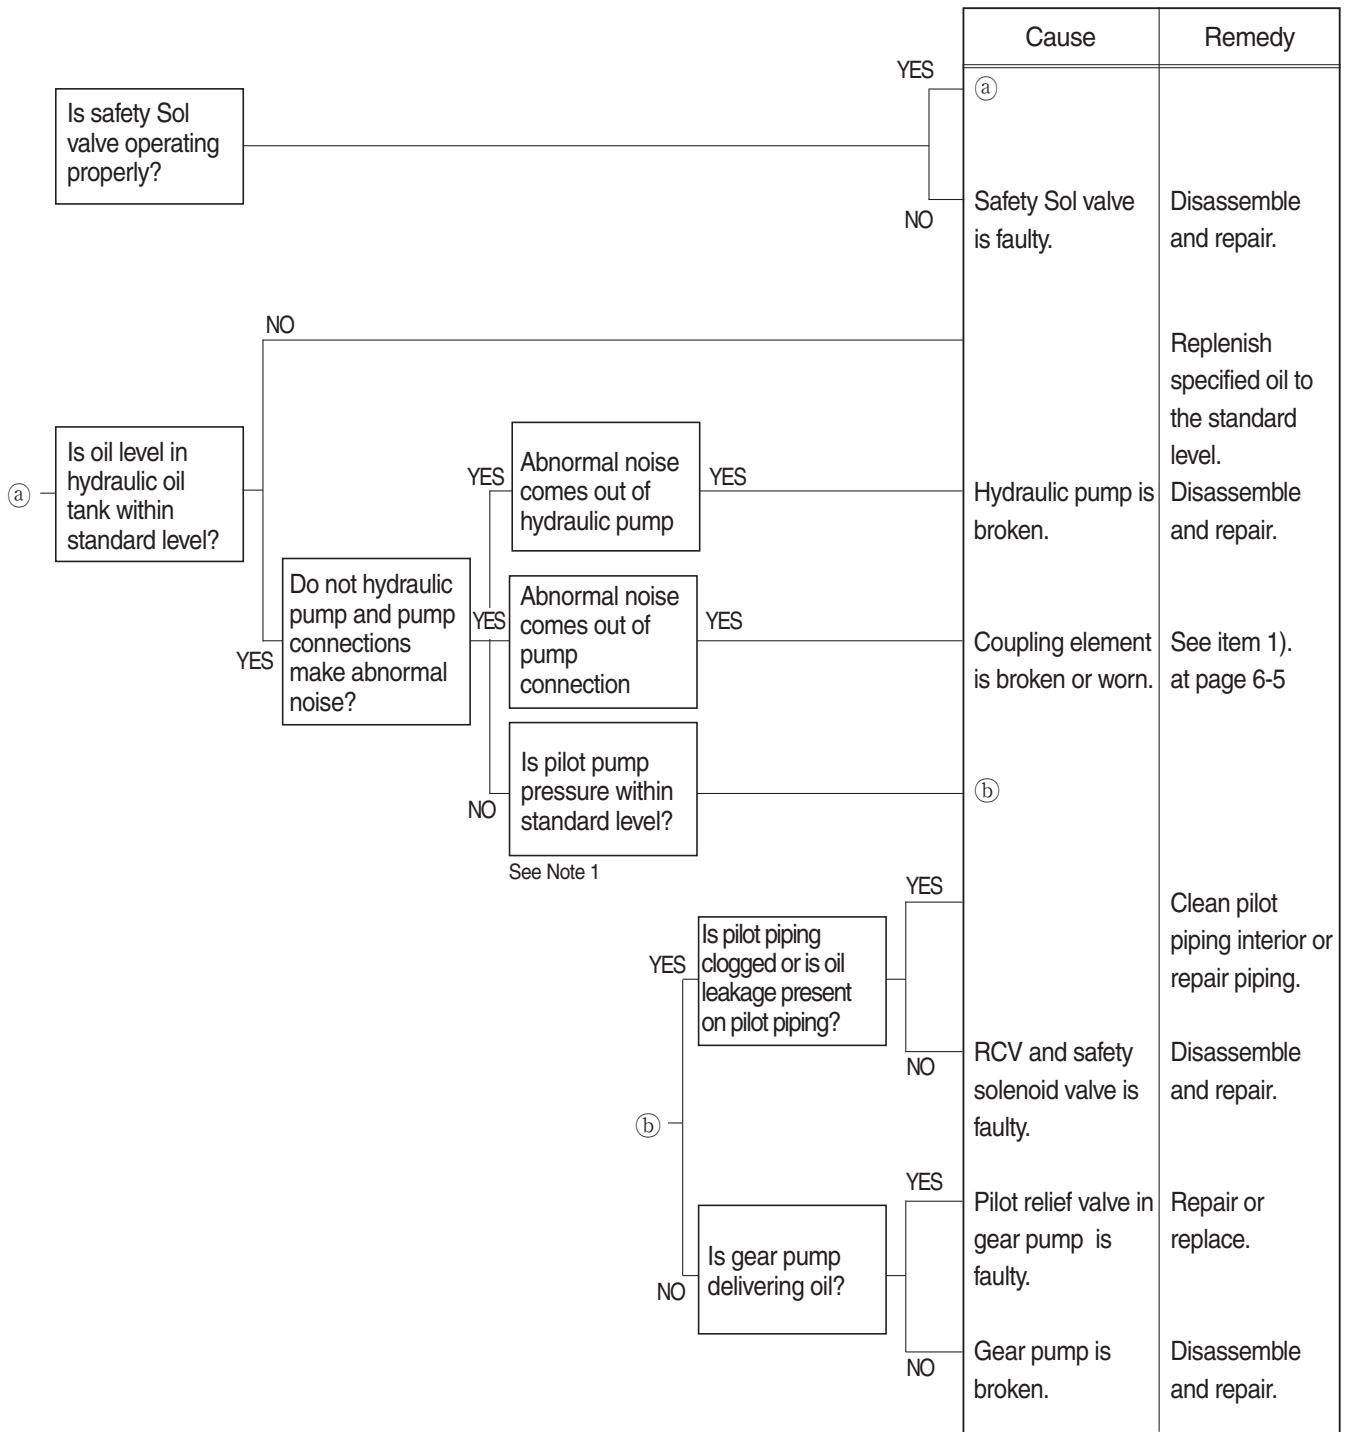 Cause
Remedy
YES
ⓐ
Is safety Sol
valve operating
properly?
NO
Safety Sol valve
is faulty.
Disassemble
and repair.
NO
Replenish
specified oil to
the standard
level.
ⓐ
Is oil level in
hydraulic oil
tank within
standard level?
YES
Abnormal noise
comes out of
hydraulic pump
YES
Hydraulic pump is
broken.
Disassemble
and repair.
YES
Do not hydraulic
pump and pump
connections
make abnormal
noise?
YES
Abnormal noise
comes out of
pump
connection
YES
Coupling element
is broken or worn.
See item 1).
at page 6-5
NO
Is pilot pump
pressure within
standard level?
ⓑ
See Note 1
YES
Is pilot piping
clogged or is oil
leakage present
on pilot piping?
YES
Clean pilot
piping interior or
repair piping.
NO
RCV and safety
solenoid valve is
faulty.
Disassemble
and repair.
ⓑ
NO
Is gear pump
delivering oil?
YES
Pilot relief valve in
gear pump is
faulty.
Repair or
replace.
NO
Gear pump is
broken.
Disassemble
and repair.